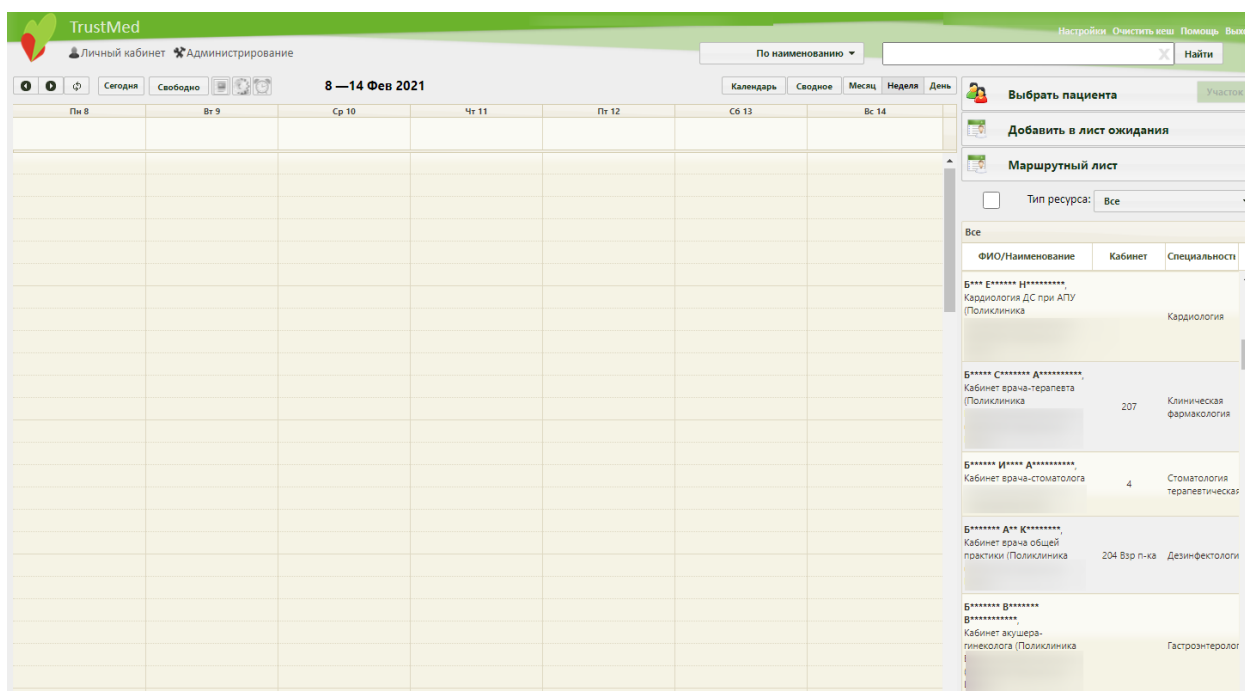 TrustMed
Настройки Очистить кеш Помощь
Личный кабинет Администрирование
По наименованию
Найти
Сегодня Свободно 8 —14 Фев 2021 Календарь Сводное Месяц Неделя День
Выбрать пациента Участок
Пн 8 Вт 9 Ср 10 Чт 11 Пт 12 Сб 13 Вс 14
Добавить в лист ожидания
Маршрутный лист
Тип ресурса: Все
Все
ФИО/Наименование Кабинет Специальность
Б*** Е****** Н*********,
Кардиология ДС при АПУ
(Поликлиника
Кардиология
Б***** С******* А**********,
Кабинет врача-терапевта
(Поликлиника
207
Клиническая
фармакология
Б****** И**** А**********,
Кабинет врача-стоматолога
4
Стоматология
терапевтическая
Б******* А** К********,
Кабинет врача общей
практики (Поликлиника
204 Взр п-ка
Дезинфектологи
Б******* В*******
В***********,
Кабинет акушера-
гинеколога (Поликлиника
Гастроэнтеролог